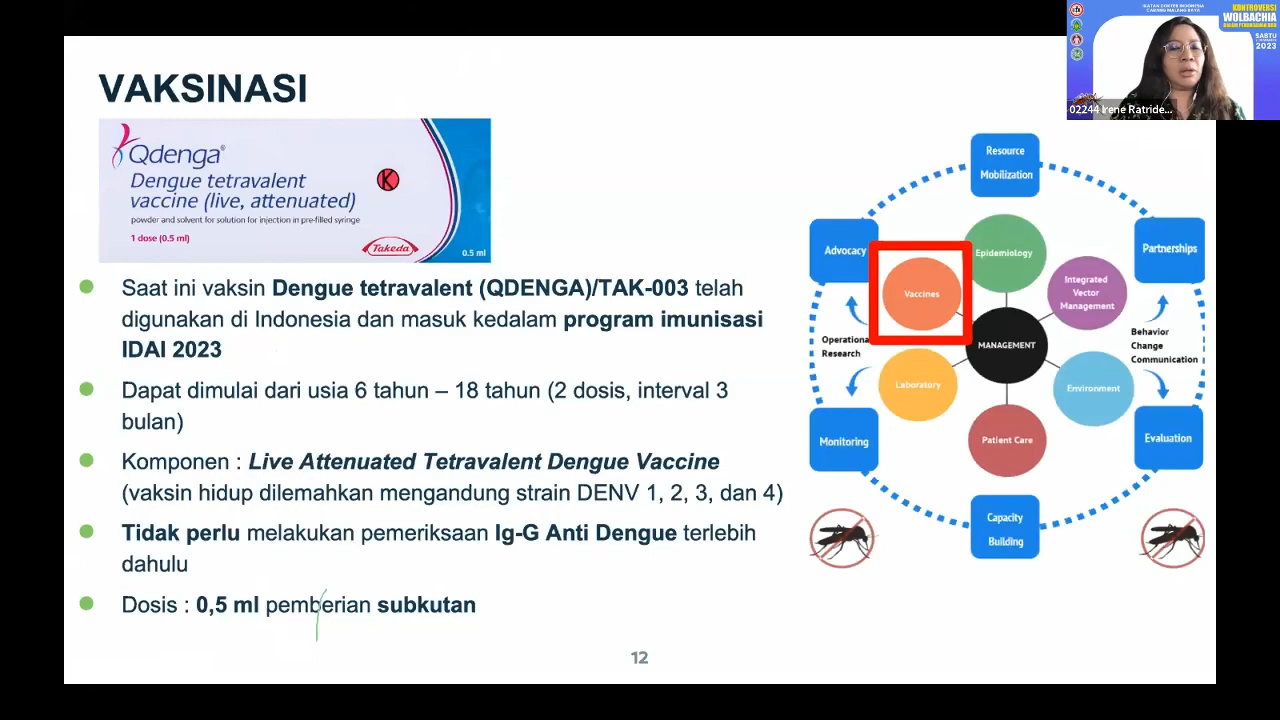 VAKSINASI
Qdenga®
Dengue tetravalent
vaccine (live, attenuated)
powder and solvent for solution for injection in pre-filled syringe
1 dose (0.5 ml)
K
Takeda
0.5 ml
Saat ini vaksin Dengue tetravalent (QDENGA)/TAK-003 telah
digunakan di Indonesia dan masuk kedalam program imunisasi
IDAI 2023
Dapat dimulai dari usia 6 tahun – 18 tahun (2 dosis, interval 3
bulan)
Komponen : Live Attenuated Tetravalent Dengue Vaccine
(vaksin hidup dilemahkan mengandung strain DENV 1, 2, 3, dan 4)
Tidak perlu melakukan pemeriksaan Ig-G Anti Dengue terlebih
dahulu
Dosis : 0,5 ml pemberian subkutan
12
Resource
Mobilization
Advocacy
Epidemiology
Partnerships
Vaccines
Integrated
Vector
Management
Operational
Research
MANAGEMENT
Behavior
Change
Communication
Laboratory
Environment
Monitoring
Patient Care
Evaluation
Capacity
Building
IKATAN DOKTER INDONESIA
CABANG MALANG RAYA
KONTROVERSI
WOLBACHIA
SABTU
2023
02244 Irene Ratride...